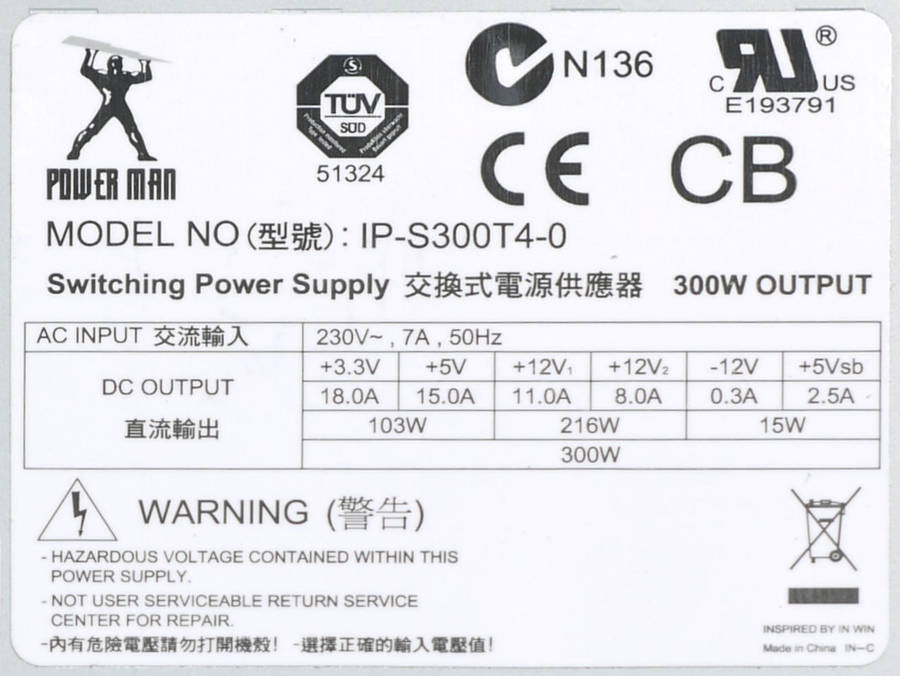 POWER MAN
S
TÜV
SÜD
51324
N136
C US ®
E193791
CE
CB
MODEL NO (型號): IP-S300T4-0
Switching Power Supply 交換式電源供應器 300W OUTPUT
AC INPUT 交流輸入 230V~ , 7A , 50Hz
DC OUTPUT
直流輸出
+3.3V +5V +12V₁ +12V₂ -12V +5Vsb
18.0A 15.0A 11.0A 8.0A 0.3A 2.5A
103W 216W 15W
300W
WARNING (警告)
- HAZARDOUS VOLTAGE CONTAINED WITHIN THIS
POWER SUPPLY.
- NOT USER SERVICEABLE RETURN SERVICE
CENTER FOR REPAIR.
-內有危險電壓請勿打開機殼! -選擇正確的輸入電壓值!
INSPIRED BY IN WIN
Made in China IN-C